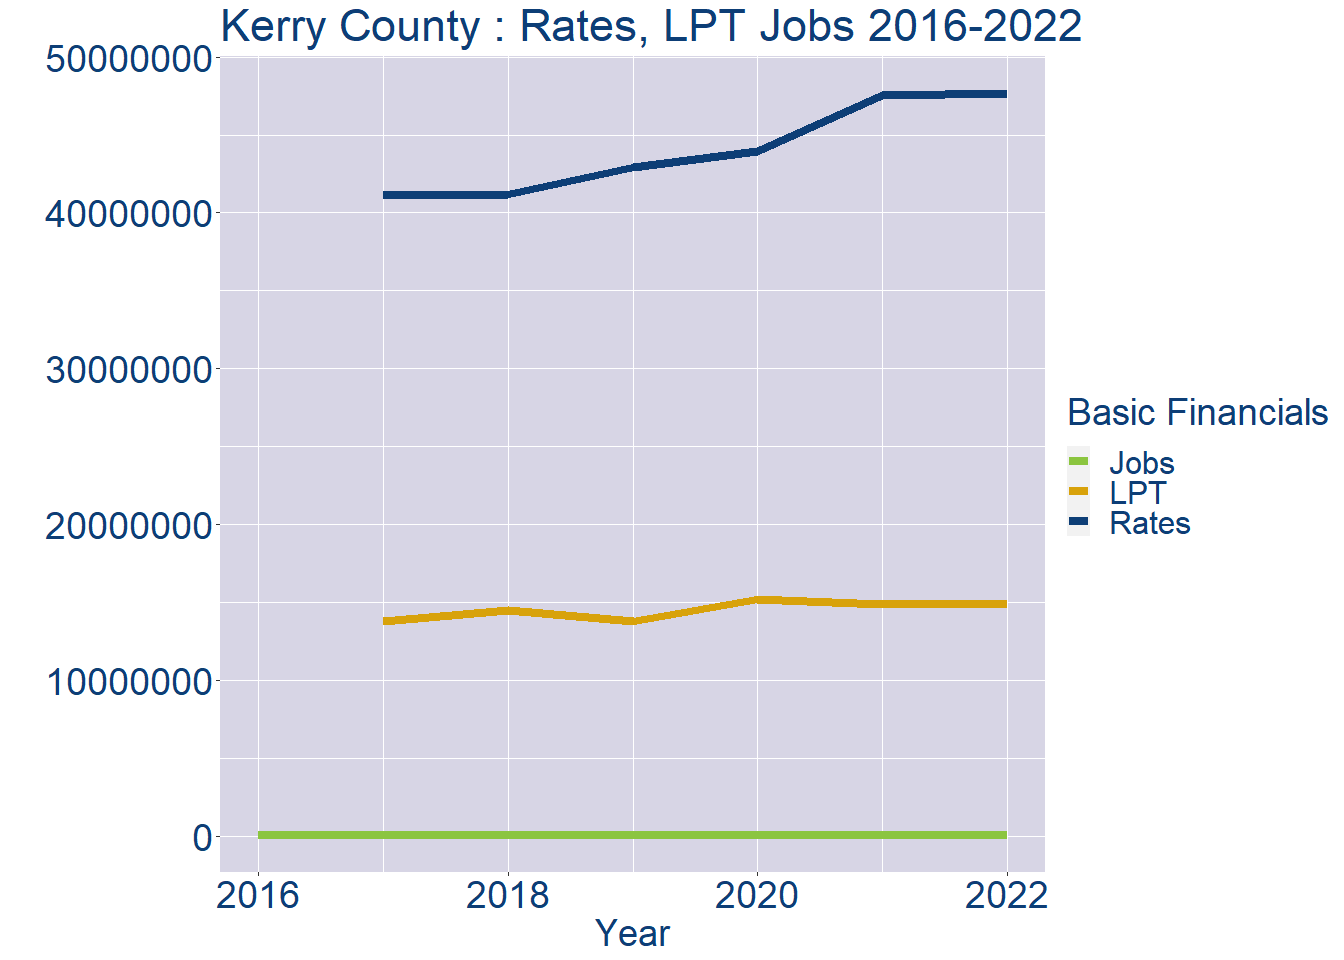 Kerry County : Rates, LPT Jobs 2016-2022
50000000
40000000
30000000
20000000
10000000
0
2016 2018 2020 2022
Year
Basic Financials
Jobs
LPT
Rates